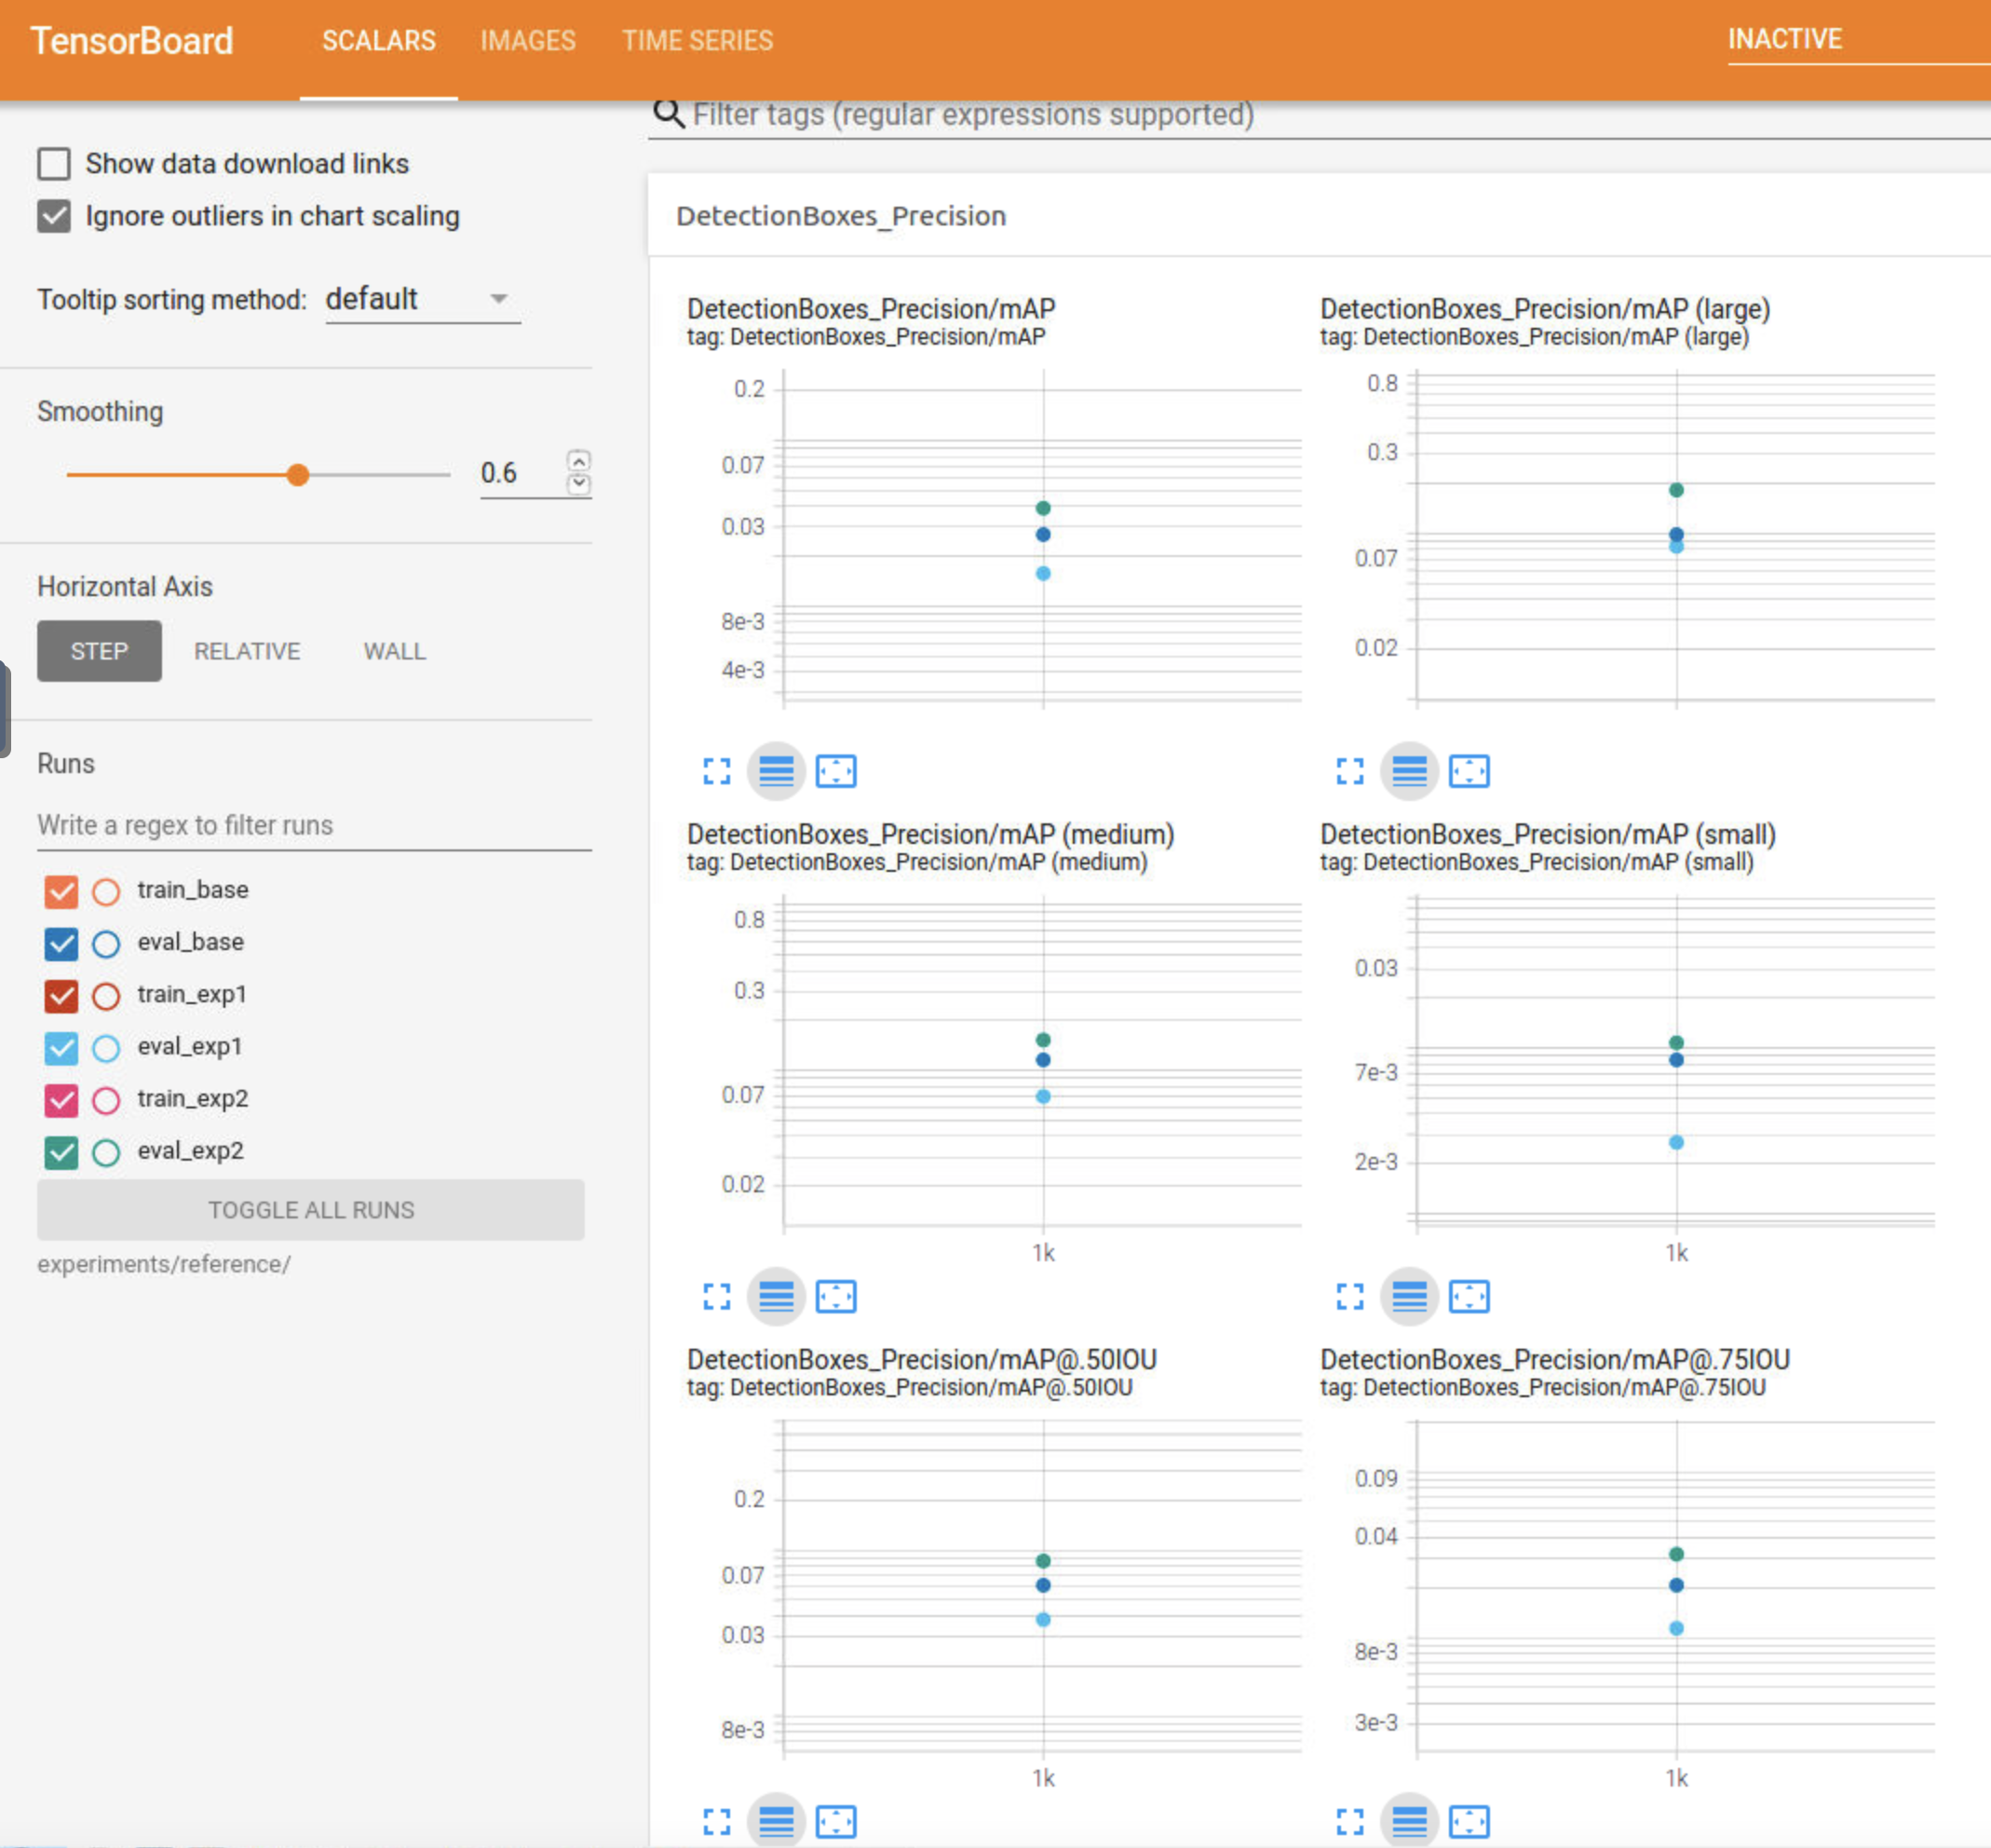 TensorBoard SCALARS IMAGES TIME SERIES INACTIVE
Filter tags (regular expressions supported)
Show data download links
Ignore outliers in chart scaling
Tooltip sorting method: default
Smoothing
0.6
Horizontal Axis
STEP RELATIVE WALL
Runs
Write a regex to filter runs
train_base
eval_base
train_exp1
eval_exp1
train_exp2
eval_exp2
TOGGLE ALL RUNS
experiments/reference/
DetectionBoxes_Precision
DetectionBoxes_Precision/mAP
tag: DetectionBoxes_Precision/mAP
0.2
0.07
0.03
8e-3
4e-3
DetectionBoxes_Precision/mAP (large)
tag: DetectionBoxes_Precision/mAP (large)
0.8
0.3
0.07
0.02
DetectionBoxes_Precision/mAP (medium)
tag: DetectionBoxes_Precision/mAP (medium)
0.8
0.3
0.07
0.02
1k
DetectionBoxes_Precision/mAP (small)
tag: DetectionBoxes_Precision/mAP (small)
0.03
7e-3
2e-3
1k
DetectionBoxes_Precision/mAP@.50IOU
tag: DetectionBoxes_Precision/mAP@.50IOU
0.2
0.07
0.03
8e-3
1k
DetectionBoxes_Precision/mAP@.75IOU
tag: DetectionBoxes_Precision/mAP@.75IOU
0.09
0.04
8e-3
3e-3
1k